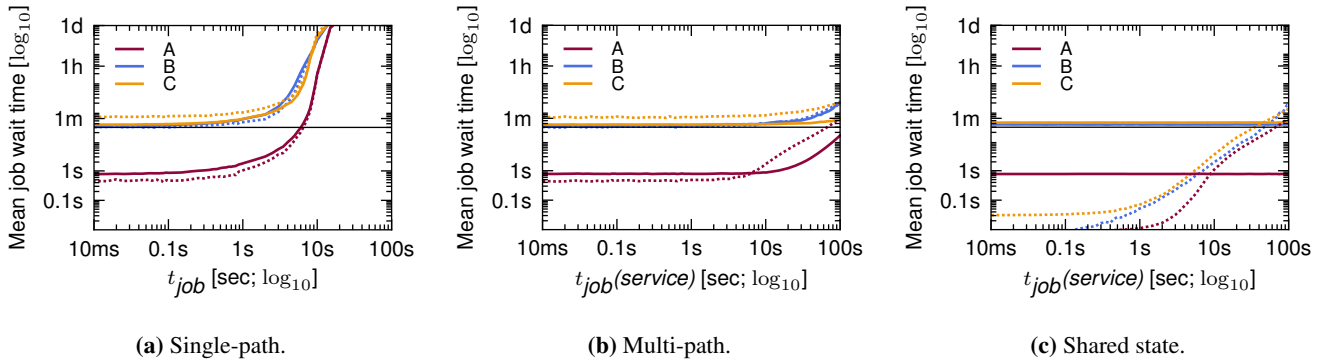 Mean job wait time [log10]
1d
1h
1m
1s
0.1s
A
B
C
10ms 0.1s 1s 10s 100s
tjob [sec; log10]
(a) Single-path.
Mean job wait time [log10]
1d
1h
1m
1s
0.1s
A
B
C
10ms 0.1s 1s 10s 100s
tjob(service) [sec; log10]
(b) Multi-path.
Mean job wait time [log10]
1d
1h
1m
1s
0.1s
A
B
C
10ms 0.1s 1s 10s 100s
tjob(service) [sec; log10]
(c) Shared state.